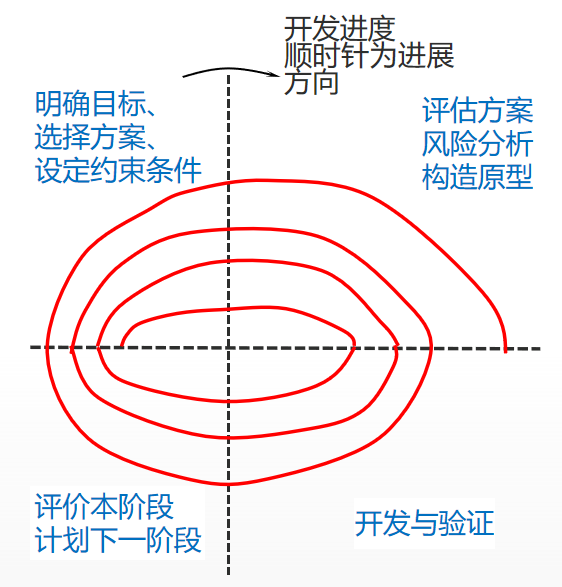 开发进度
顺时针为进展
方向
明确目标、
选择方案、
设定约束条件
评估方案
风险分析
构造原型
评价本阶段
计划下一阶段
开发与验证